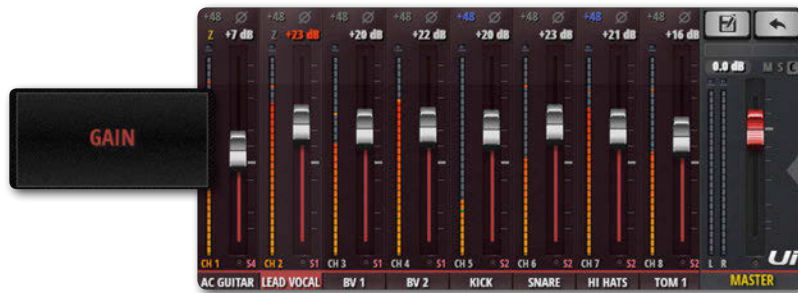 +48 Ø +48 Ø +48 Ø +48 Ø +48 Ø +48 Ø +48 Ø +48 Ø
Z +7 dB Z +23 dB +20 dB +22 dB +20 dB +23 dB +21 dB +16 dB
0.0 dB M S
GAIN
CH 1 S4 CH 2 S1 CH 3 S1 CH 4 S1 CH 5 S2 CH 6 S2 CH 7 S2 CH 8 S2 L R Ui
AC GUITAR LEAD VOCAL BV 1 BV 2 KICK SNARE HI HATS TOM 1 MASTER